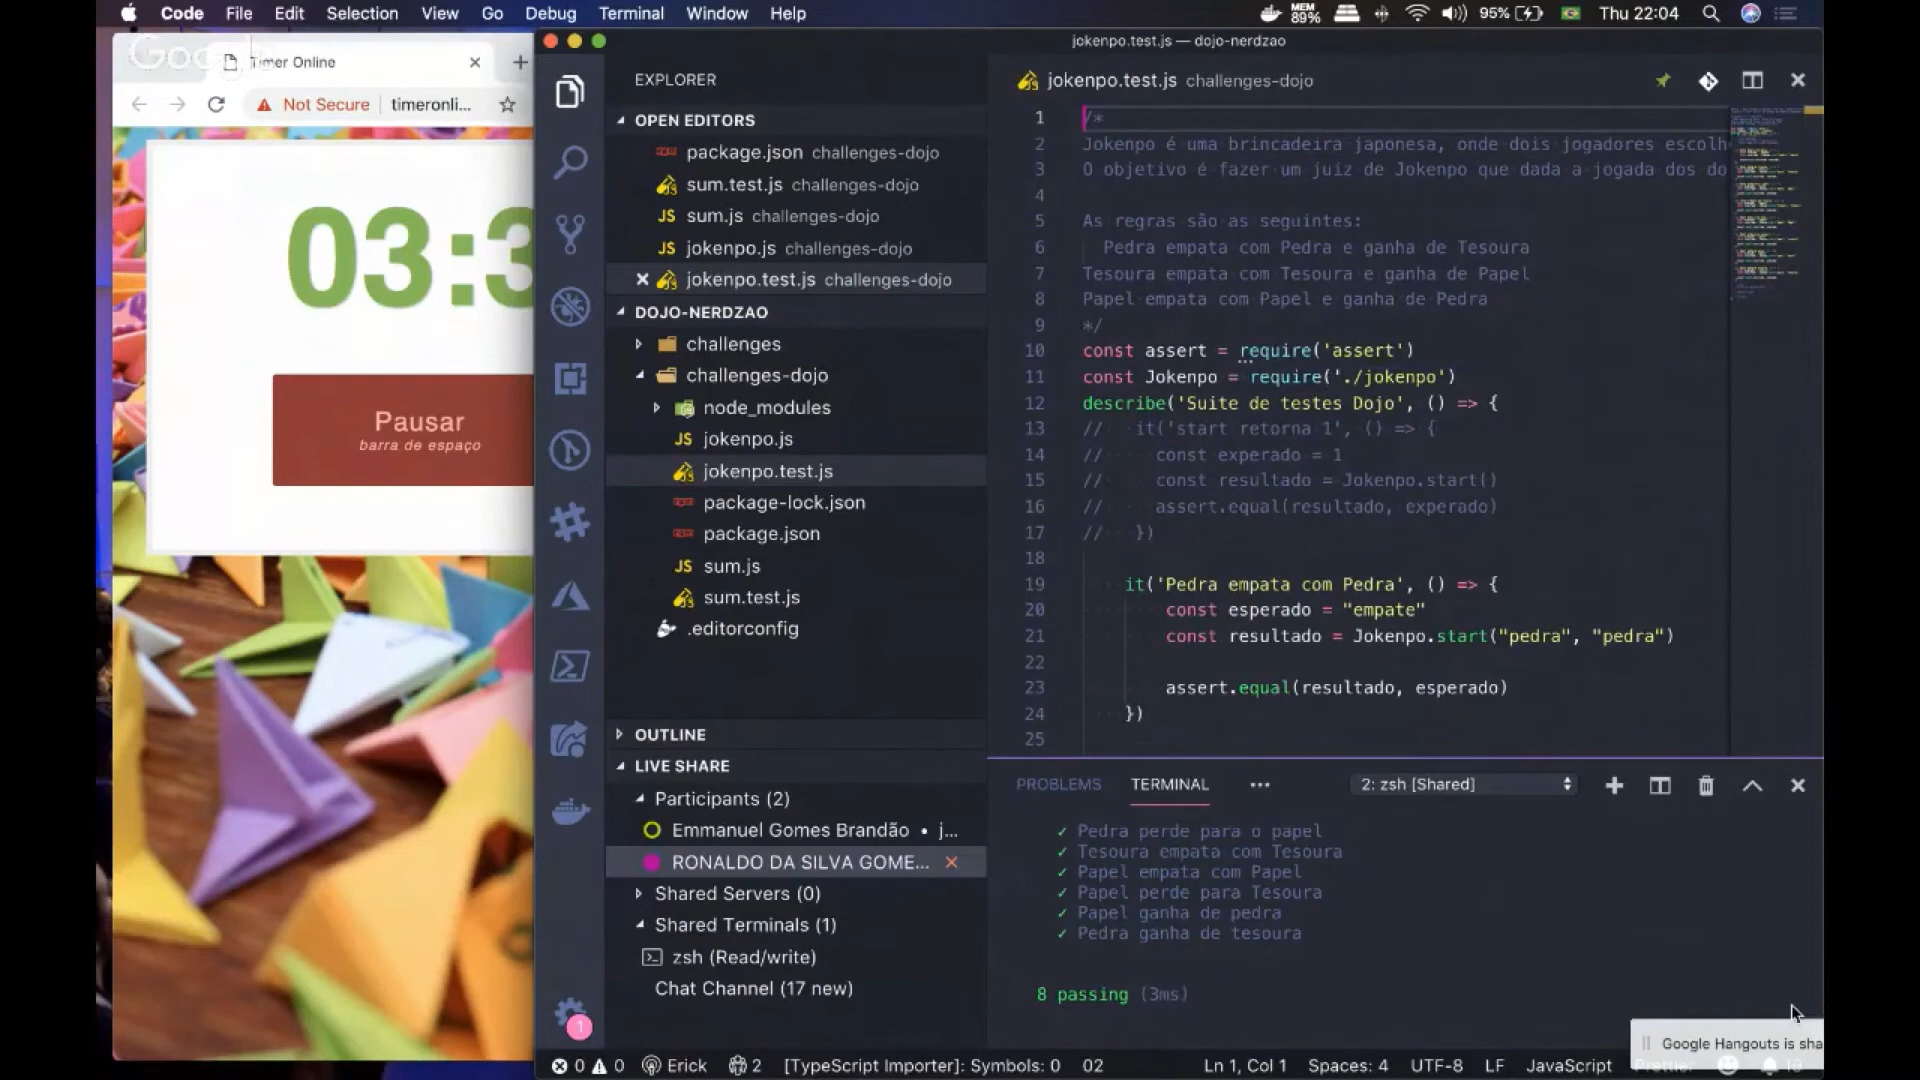 Code File Edit Selection View Go Debug Terminal Window Help
MEM 89% 95% Thu 22:04
Google
Timer Online
Not Secure timeronli...
03:3
Pausar
barra de espaço
jokenpo.test.js — dojo-nerdzao
EXPLORER
OPEN EDITORS
package.json challenges-dojo
sum.test.js challenges-dojo
JS sum.js challenges-dojo
JS jokenpo.js challenges-dojo
jokenpo.test.js challenges-dojo
DOJO-NERDZAO
challenges
challenges-dojo
node_modules
JS jokenpo.js
jokenpo.test.js
package-lock.json
package.json
JS sum.js
sum.test.js
.editorconfig
OUTLINE
LIVE SHARE
Participants (2)
Emmanuel Gomes Brandão • j...
RONALDO DA SILVA GOME...
Shared Servers (0)
Shared Terminals (1)
zsh (Read/write)
Chat Channel (17 new)
1
jokenpo.test.js challenges-dojo
1 /*
2 Jokenpo é uma brincadeira japonesa, onde dois jogadores escolh
3 O objetivo é fazer um juiz de Jokenpo que dada a jogada dos do
4
5 As regras são as seguintes:
6 Pedra empata com Pedra e ganha de Tesoura
7 Tesoura empata com Tesoura e ganha de Papel
8 Papel empata com Papel e ganha de Pedra
9 */
10 const assert = require('assert')
11 const Jokenpo = require('./jokenpo')
12 describe('Suite de testes Dojo', () => {
13 // it('start retorna 1', () => {
14 // const experado = 1
15 // const resultado = Jokenpo.start()
16 // assert.equal(resultado, experado)
17 // })
18
19 it('Pedra empata com Pedra', () => {
20 const esperado = "empate"
21 const resultado = Jokenpo.start("pedra", "pedra")
22
23 assert.equal(resultado, esperado)
24 })
25
PROBLEMS TERMINAL ••• 2: zsh [Shared]
✓ Pedra perde para o papel
✓ Tesoura empata com Tesoura
✓ Papel empata com Papel
✓ Papel perde para Tesoura
✓ Papel ganha de pedra
✓ Pedra ganha de tesoura
8 passing (3ms)
Google Hangouts is sha
0 0 Erick 2 [TypeScript Importer]: Symbols: 0 02 Ln 1, Col 1 Spaces: 4 UTF-8 LF JavaScript